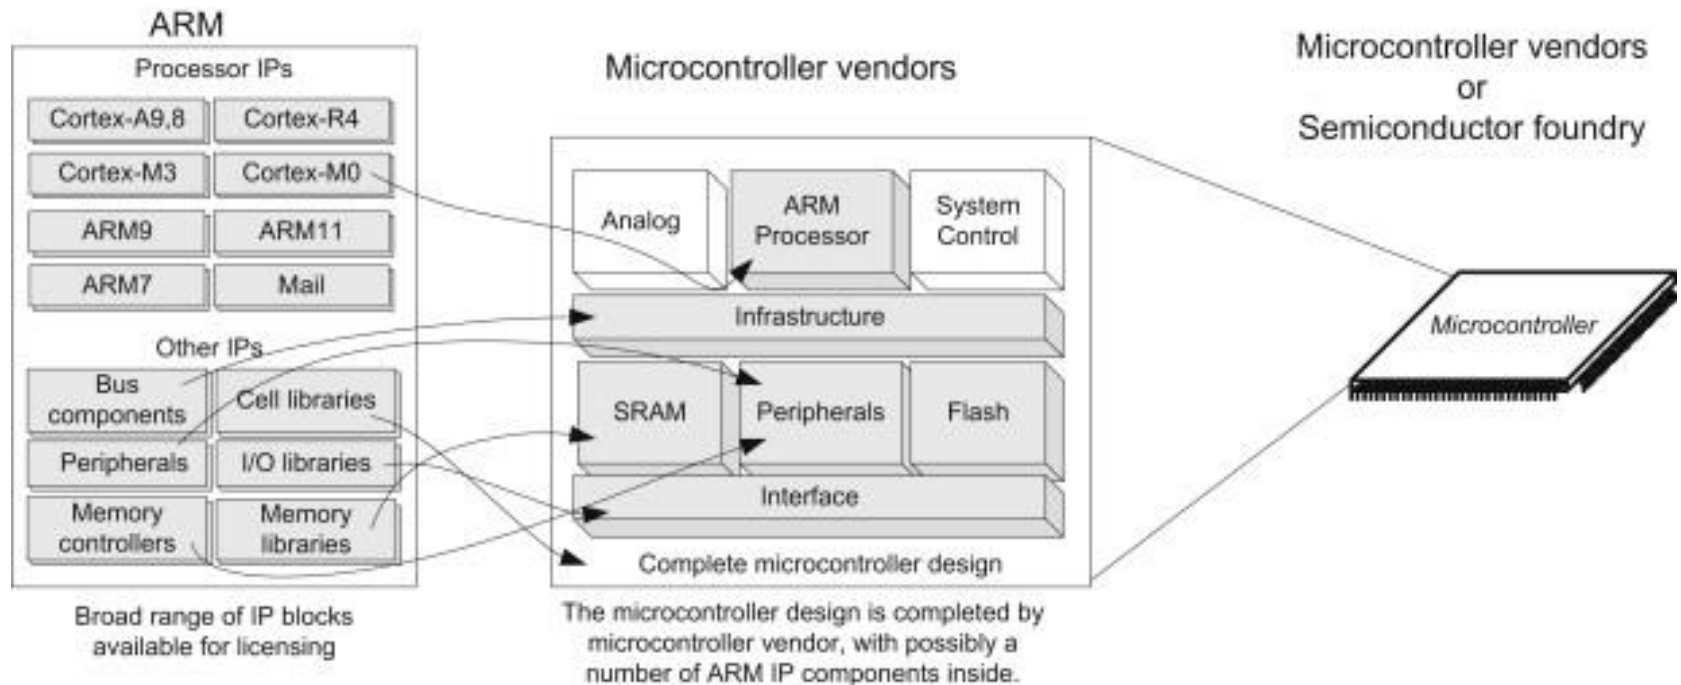 ARM
Processor IPs
Cortex-A9,8
Cortex-R4
Cortex-M3
Cortex-M0
ARM9
ARM11
ARM7
Mail
Other IPs
Bus
components
Cell libraries
Peripherals
I/O libraries
Memory
controllers
Memory
libraries
Broad range of IP blocks
available for licensing
Microcontroller vendors
Analog
ARM
Processor
System
Control
Infrastructure
SRAM
Peripherals
Flash
Interface
Complete microcontroller design
The microcontroller design is completed by
microcontroller vendor, with possibly a
number of ARM IP components inside.
Microcontroller vendors
or
Semiconductor foundry
Microcontroller